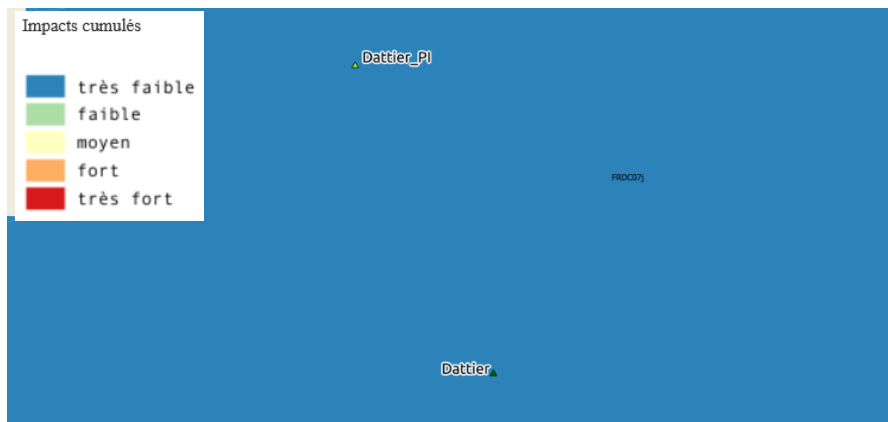 Impacts cumulés
très faible
faible
moyen
fort
très fort
Dattier_PI
FRDC07j
Dattier